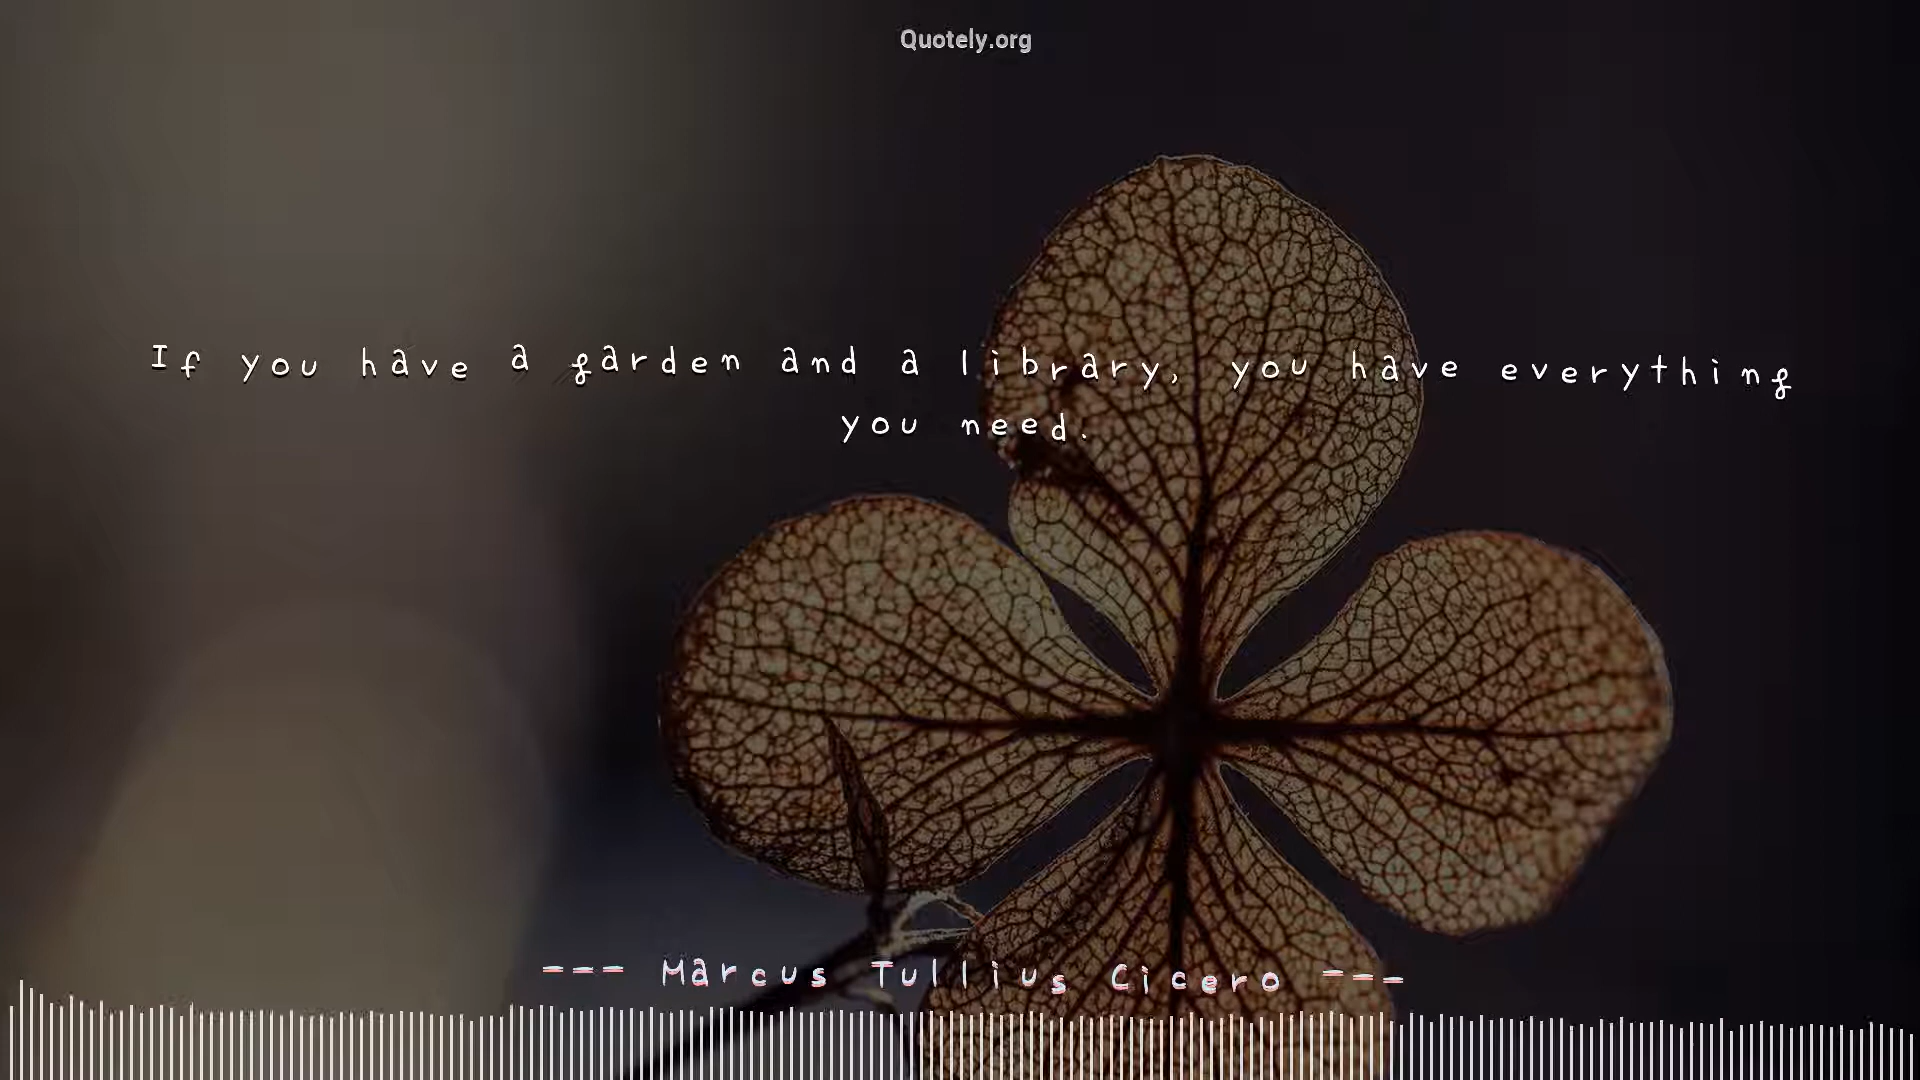 Quotely.org
If you have a garden and a library, you have everything
you need.
--- Marcus Tullius Cicero ---